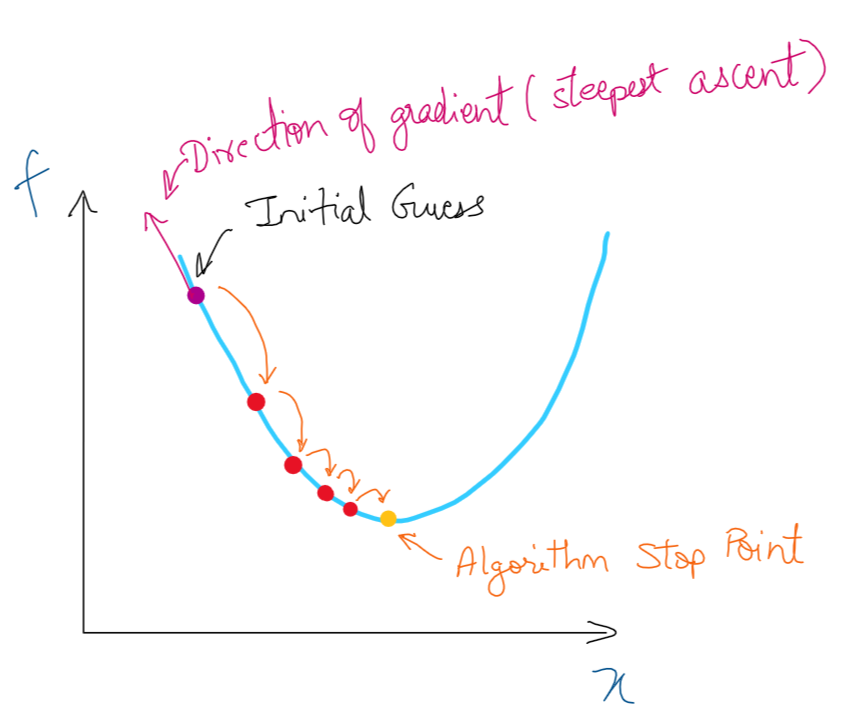 Direction of gradient (steepest ascent)
f
Initial Guess
Algorithm Stop Point
x